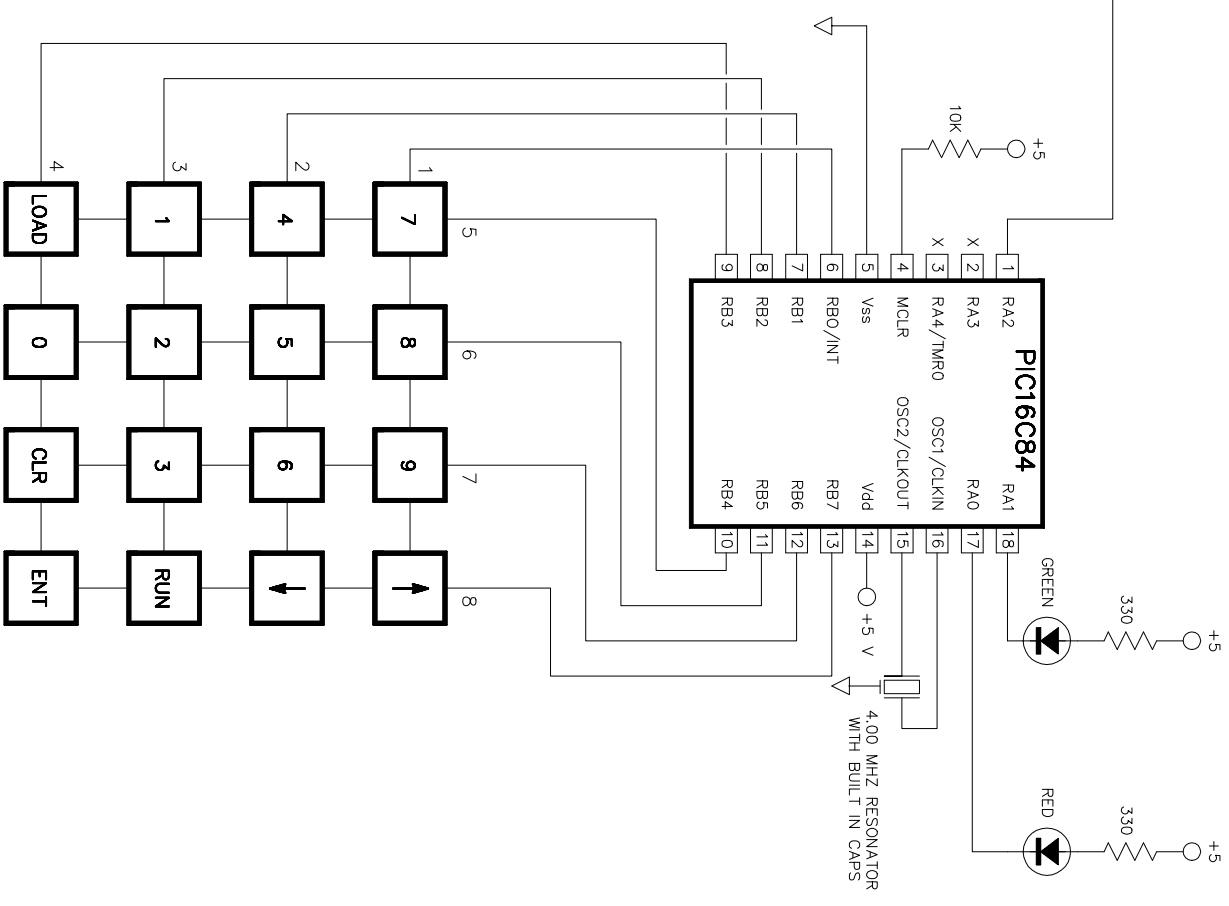 +5
330
GREEN
+5
330
RED
10K
+5
PIC16C84
1
RA2
RA1
18
X
2
RA3
RA0
17
X
3
RA4/TMR0
OSC1/CLKIN
16
4
MCLR
OSC2/CLKOUT
15
5
Vss
Vdd
14
+5 V
6
RB0/INT
RB7
13
7
RB1
RB6
12
8
RB2
RB5
11
9
RB3
RB4
10
4.00 MHZ RESONATOR
WITH BUILT IN CAPS
5
6
7
8
1
7
8
9
→
2
4
5
6
←
3
1
2
3
RUN
4
LOAD
0
CLR
ENT